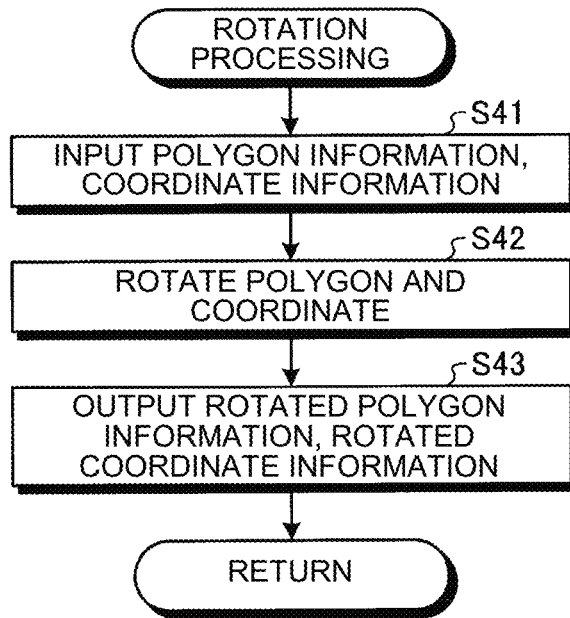 ROTATION
PROCESSING
S41
INPUT POLYGON INFORMATION,
COORDINATE INFORMATION
S42
ROTATE POLYGON AND
COORDINATE
S43
OUTPUT ROTATED POLYGON
INFORMATION, ROTATED
COORDINATE INFORMATION
RETURN